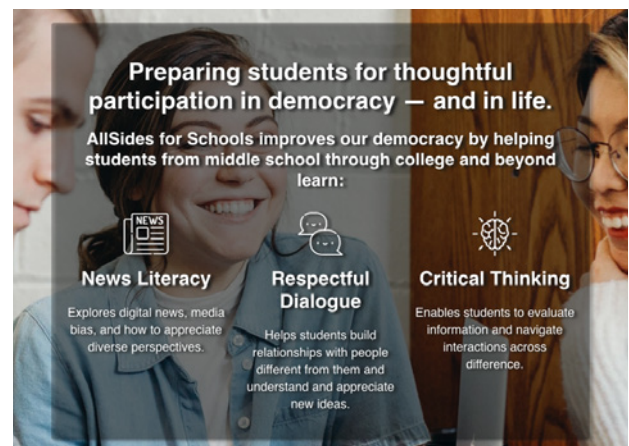 Preparing students for thoughtful
participation in democracy — and in life.
AllSides for Schools improves our democracy by helping
students from middle school through college and beyond
learn:
NEWS
News Literacy
Explores digital news, media
bias, and how to appreciate
diverse perspectives.
Respectful
Dialogue
Helps students build
relationships with people
different from them and
understand and appreciate
new ideas.
Critical Thinking
Enables students to evaluate
information and navigate
interactions across
difference.